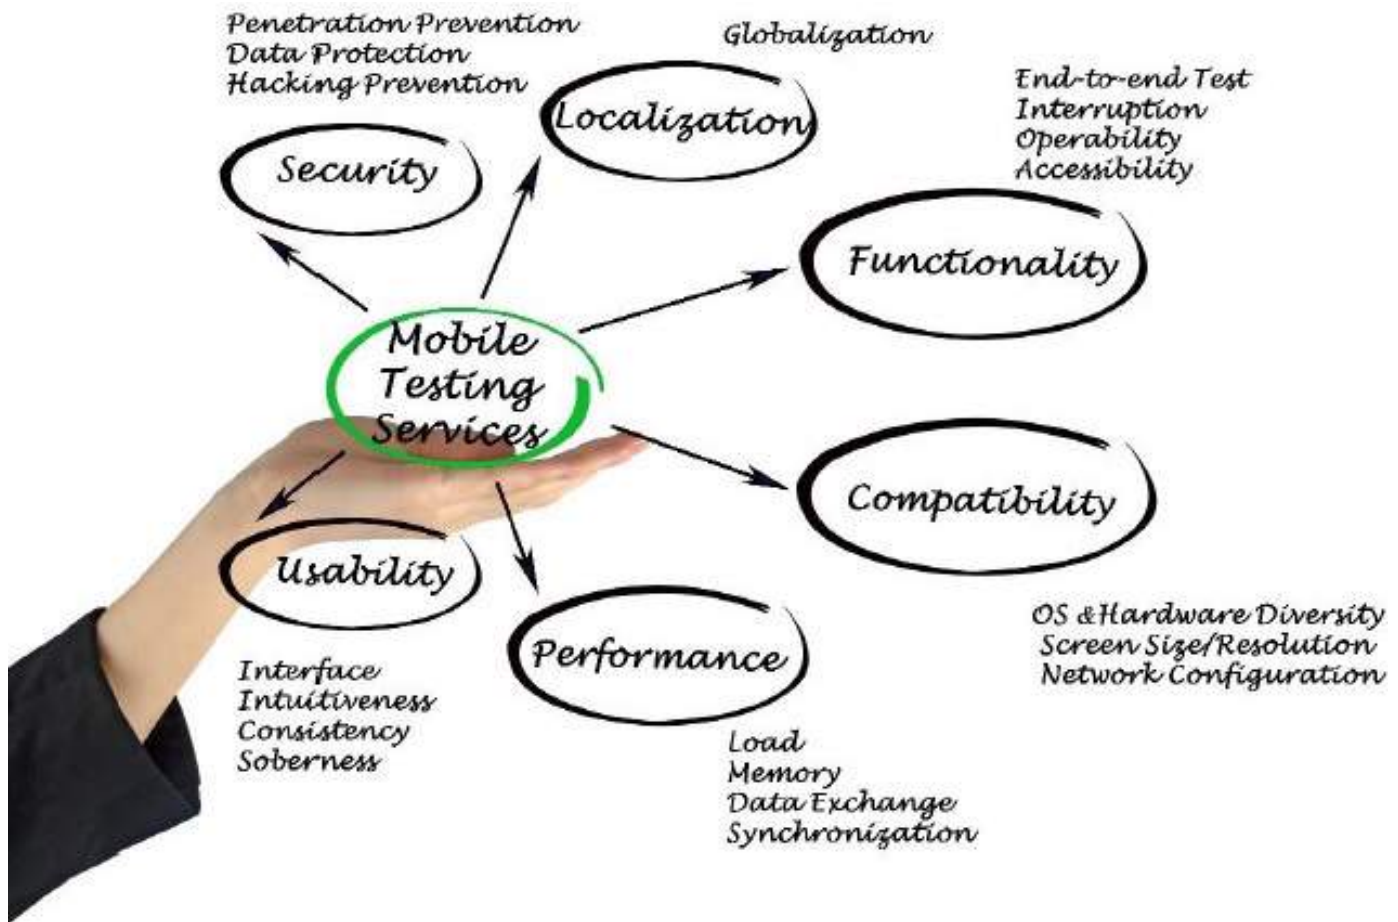 Penetration Prevention
Data Protection
Hacking Prevention
Security
Globalization
Localization
End-to-end Test
Interruption
Operability
Accessibility
Functionality
Mobile
Testing
Services
Compatibility
OS &Hardware Diversity
Screen Size/Resolution
Network Configuration
Usability
Interface
Intuitiveness
Consistency
Soberness
Performance
Load
Memory
Data Exchange
Synchronization